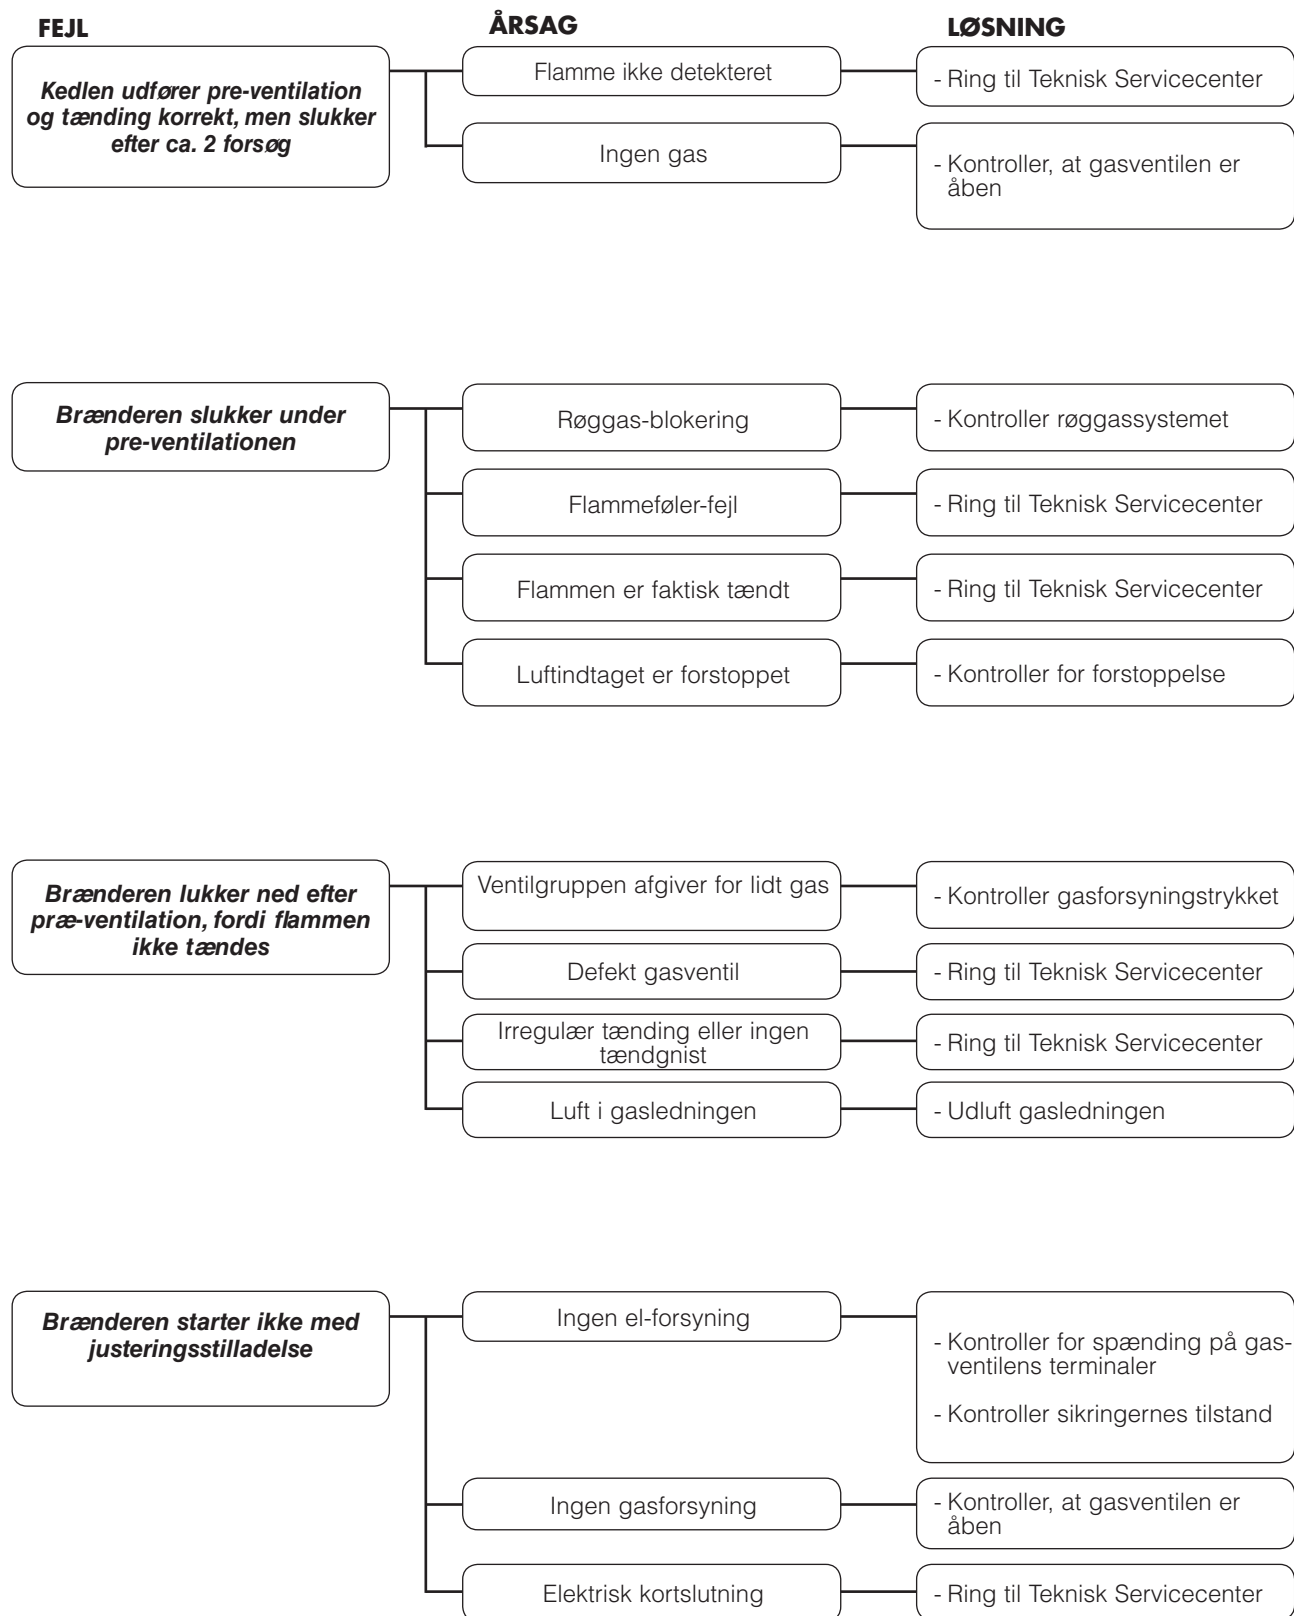 FEJL
ÅRSAG
LØSNING
Kedlen udfører pre-ventilation
og tænding korrekt, men slukker
efter ca. 2 forsøg
Flamme ikke detekteret
- Ring til Teknisk Servicecenter
Ingen gas
- Kontroller, at gasventilen er
åben
Brænderen slukker under
pre-ventilationen
Røggas-blokering
- Kontroller røggassystemet
Flammeføler-fejl
- Ring til Teknisk Servicecenter
Flammen er faktisk tændt
- Ring til Teknisk Servicecenter
Luftindtaget er forstoppet
- Kontroller for forstoppelse
Brænderen lukker ned efter
præ-ventilation, fordi flammen
ikke tændes
Ventilgruppen afgiver for lidt gas
- Kontroller gasforsyningstrykket
Defekt gasventil
- Ring til Teknisk Servicecenter
Irregulær tænding eller ingen
tændgnist
- Ring til Teknisk Servicecenter
Luft i gasledningen
- Udluft gasledningen
Brænderen starter ikke med
justeringsstilladelse
Ingen el-forsyning
- Kontroller for spænding på gas-
ventilens terminaler
- Kontroller sikringernes tilstand
Ingen gasforsyning
- Kontroller, at gasventilen er
åben
Elektrisk kortslutning
- Ring til Teknisk Servicecenter